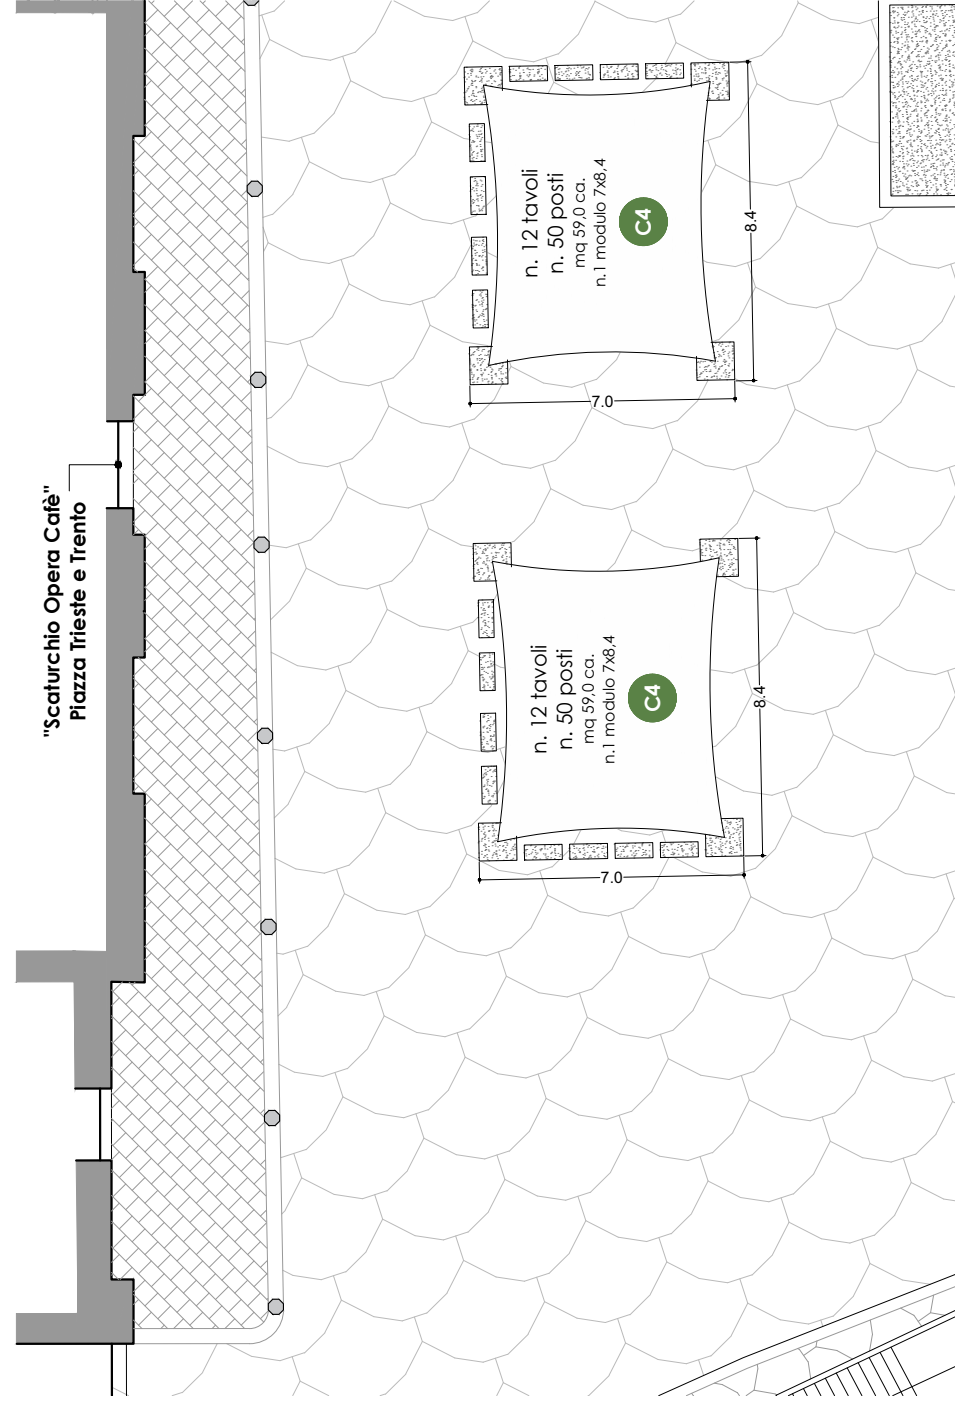 "Scaturchio Opera Cafè"
Piazza Trieste e Trento
n. 12 tavoli
n. 50 posti
mq 59,0 ca.
n.1 modulo 7x8,4
C4
8.4
7.0
n. 12 tavoli
n. 50 posti
mq 59,0 ca.
n.1 modulo 7x8,4
C4
8.4
7.0